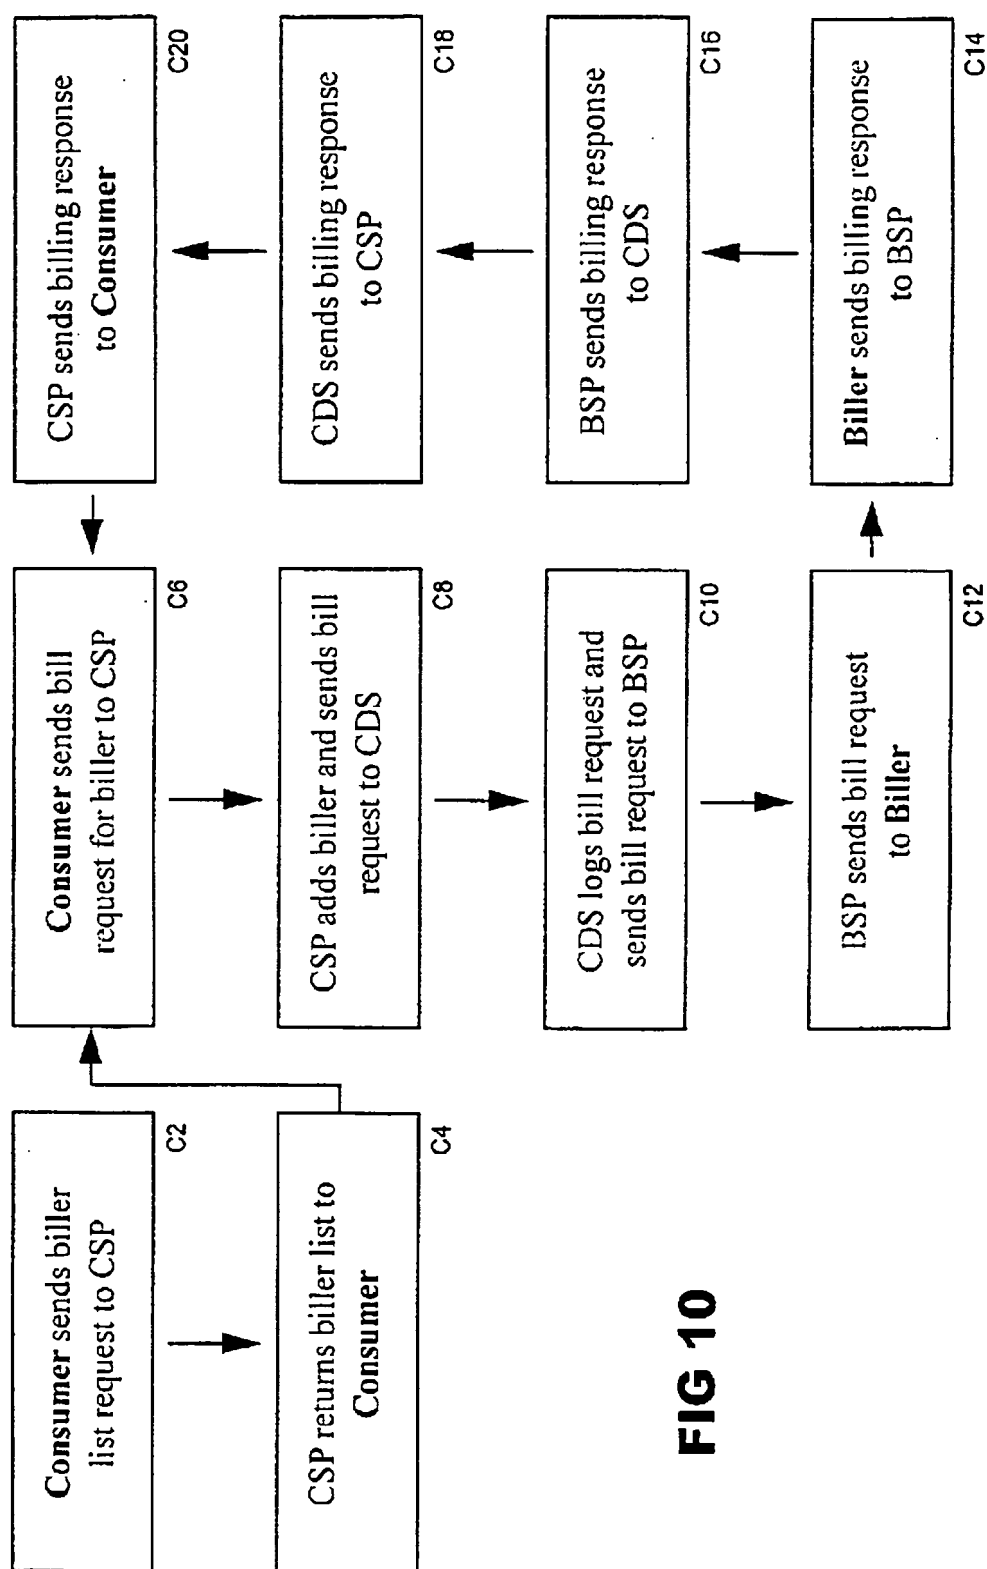 Consumer sends biller
list request to CSP
C2
CSP returns biller list to
Consumer
C4
Consumer sends bill
request for biller to CSP
C6
CSP adds biller and sends bill
request to CDS
C8
CDS logs bill request and
sends bill request to BSP
C10
BSP sends bill request
to Biller
C12
Biller sends billing response
to BSP
C14
BSP sends billing response
to CDS
C16
CDS sends billing response
to CSP
C18
CSP sends billing response
to Consumer
C20
FIG 10